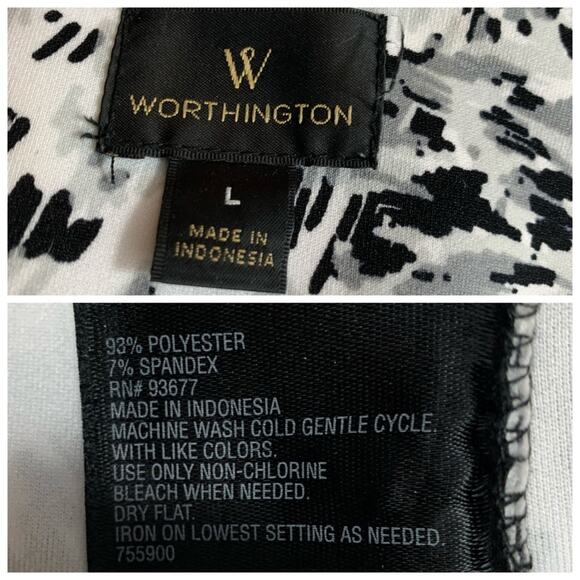 W
WORTHINGTON
L
MADE IN
INDONESIA
93% POLYESTER
7% SPANDEX
RN# 93677
MADE IN INDONESIA
MACHINE WASH COLD GENTLE CYCLE.
WITH LIKE COLORS.
USE ONLY NON-CHLORINE
BLEACH WHEN NEEDED.
DRY FLAT.
IRON ON LOWEST SETTING AS NEEDED.
755900